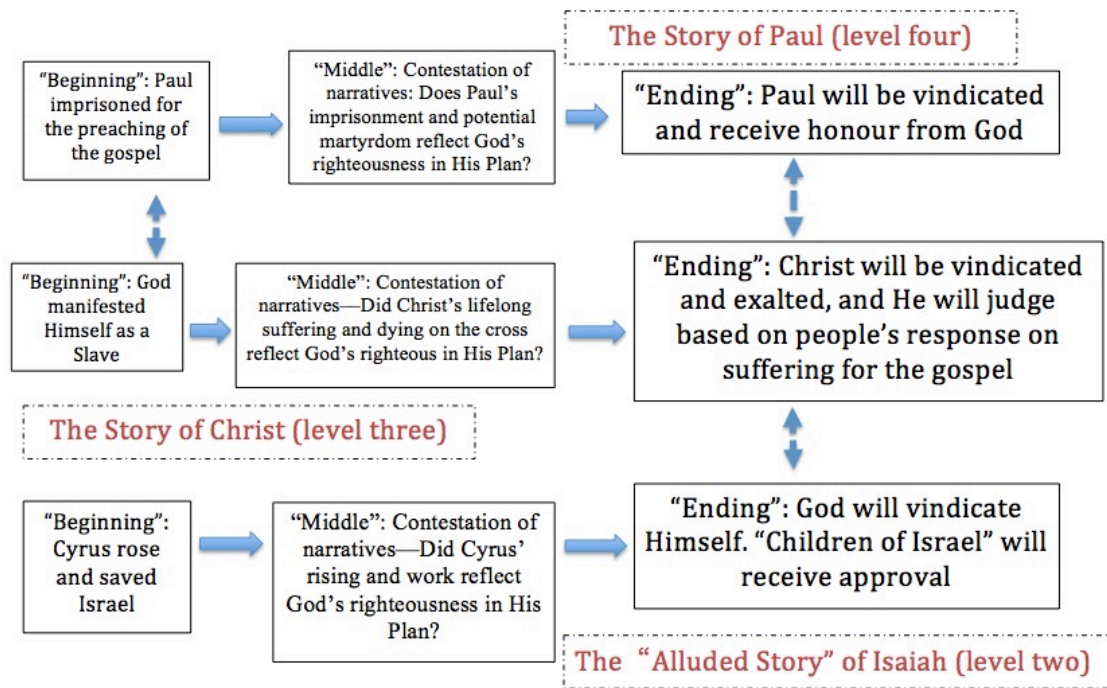 The Story of Paul (level four)
“Beginning”: Paul
imprisoned for
the preaching of
the gospel
“Middle”: Contestation of
narratives: Does Paul’s
imprisonment and potential
martyrdom reflect God’s
righteousness in His Plan?
“Ending”: Paul will be vindicated
and receive honour from God
“Beginning”: God
manifested
Himself as a
Slave
“Middle”: Contestation of
narratives—Did Christ’s lifelong
suffering and dying on the cross
reflect God’s righteous in His Plan?
“Ending”: Christ will be vindicated
and exalted, and He will judge
based on people’s response on
suffering for the gospel
The Story of Christ (level three)
“Beginning”:
Cyrus rose
and saved
Israel
“Middle”: Contestation of
narratives—Did Cyrus’
rising and work reflect
God’s righteousness in His
Plan?
“Ending”: God will vindicate
Himself. “Children of Israel” will
receive approval
The “Alluded Story” of Isaiah (level two)